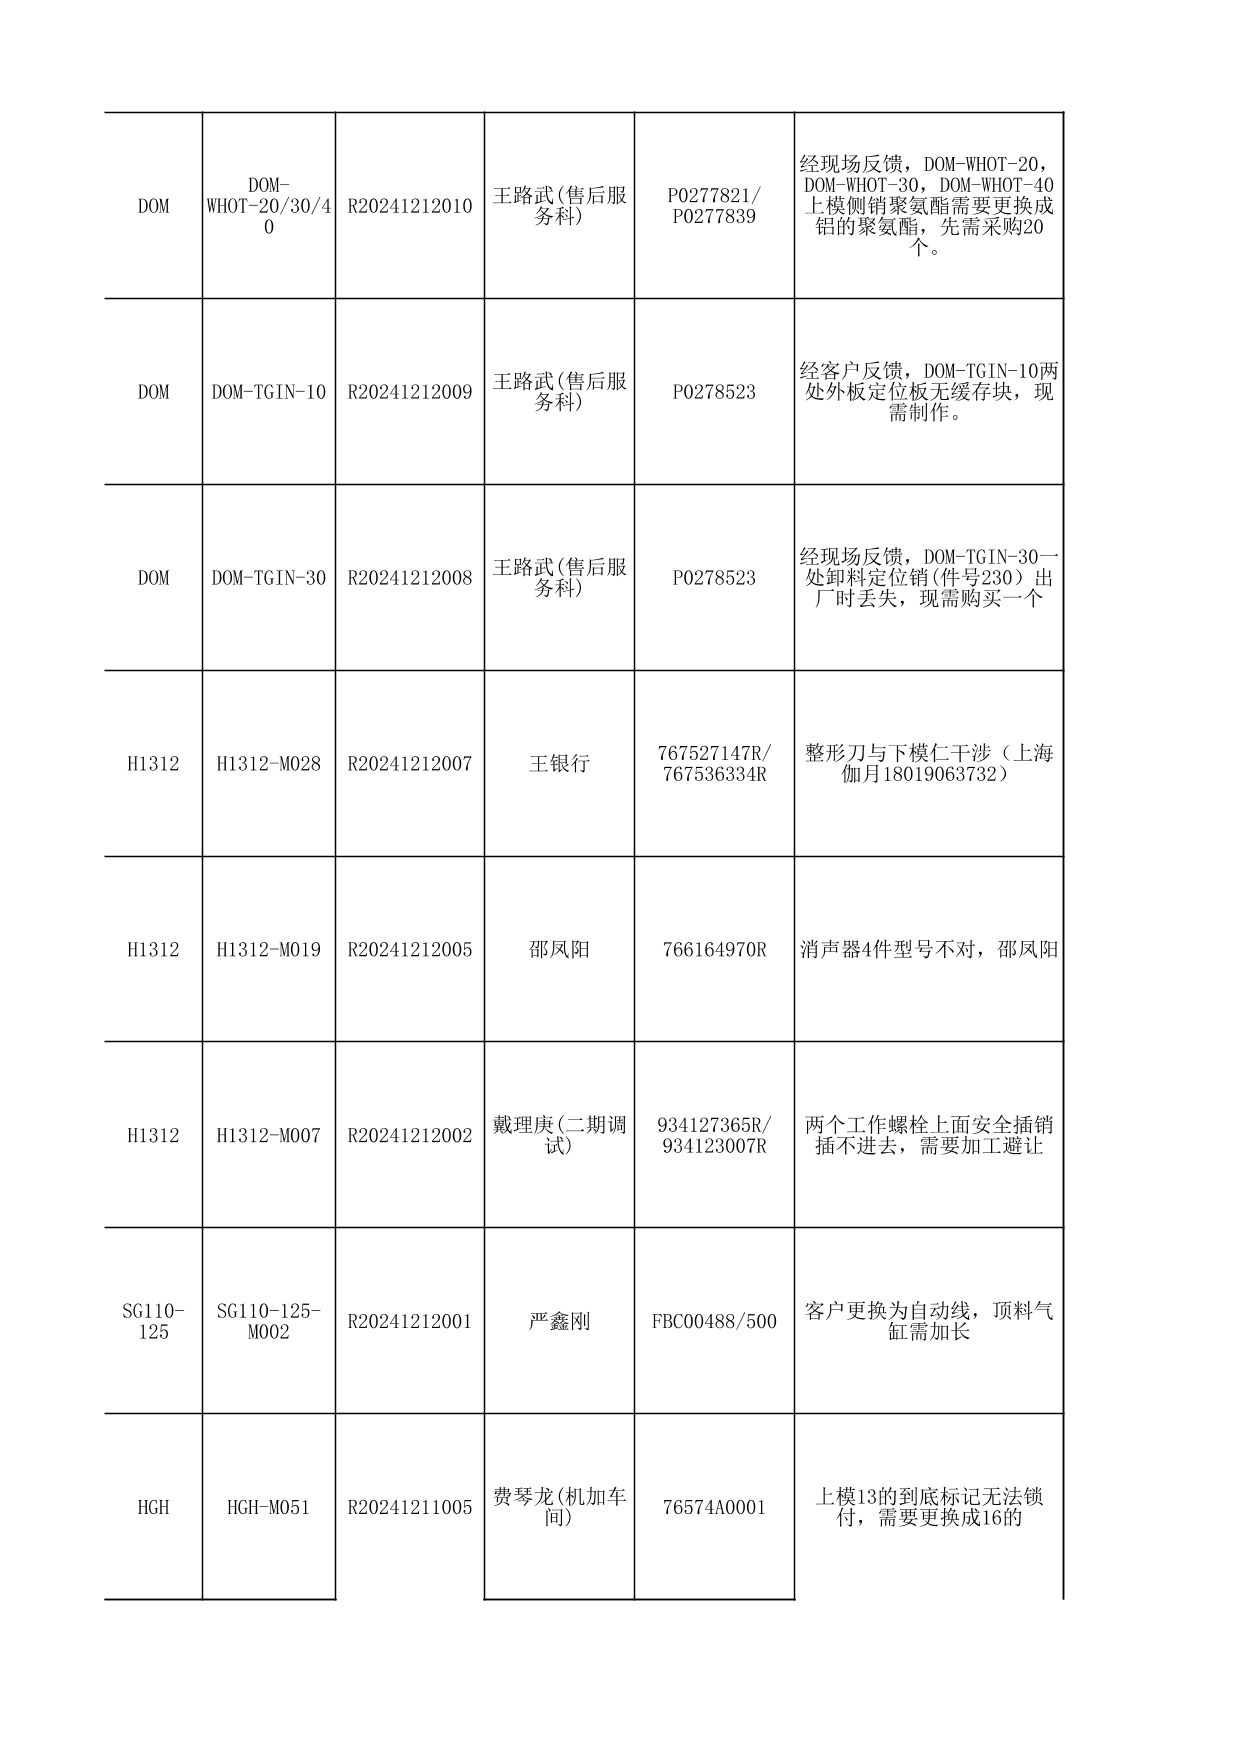 DOM
DOM-
WHOT-20/30/4
0
R20241212010
王路武(售后服
务科)
P0277821/
P0277839
经现场反馈，DOM-WHOT-20，
DOM-WHOT-30，DOM-WHOT-40
上模侧销聚氨酯需要更换成
铝的聚氨酯，先需采购20
个。
DOM
DOM-TGIN-10
R20241212009
王路武(售后服
务科)
P0278523
经客户反馈，DOM-TGIN-10两
处外板定位板无缓存块，现
需制作。
DOM
DOM-TGIN-30
R20241212008
王路武(售后服
务科)
P0278523
经现场反馈，DOM-TGIN-30一
处卸料定位销(件号230）出
厂时丢失，现需购买一个
H1312
H1312-M028
R20241212007
王银行
767527147R/
767536334R
整形刀与下模仁干涉（上海
伽月18019063732）
H1312
H1312-M019
R20241212005
邵凤阳
766164970R
消声器4件型号不对，邵凤阳
H1312
H1312-M007
R20241212002
戴理庚(二期调
试)
934127365R/
934123007R
两个工作螺栓上面安全插销
插不进去，需要加工避让
SG110-
125
SG110-125-
M002
R20241212001
严鑫刚
FBC00488/500
客户更换为自动线，顶料气
缸需加长
HGH
HGH-M051
R20241211005
费琴龙(机加车
间)
76574A0001
上模13的到底标记无法锁
付，需要更换成16的